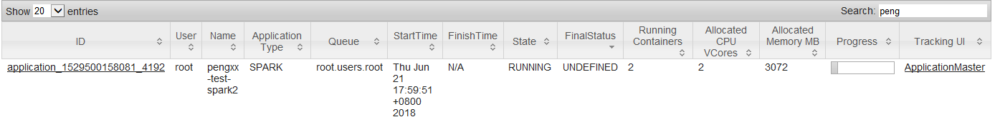 Show 20 entries Search: peng
ID User Name Application Type Queue StartTime FinishTime State FinalStatus Running Containers Allocated CPU VCores Allocated Memory MB Progress Tracking UI
application_1529500158081_4192 root pengxx-test-spark2 SPARK root.users.root Thu Jun 21 17:59:51 +0800 2018 N/A RUNNING UNDEFINED 2 2 3072 ApplicationMaster